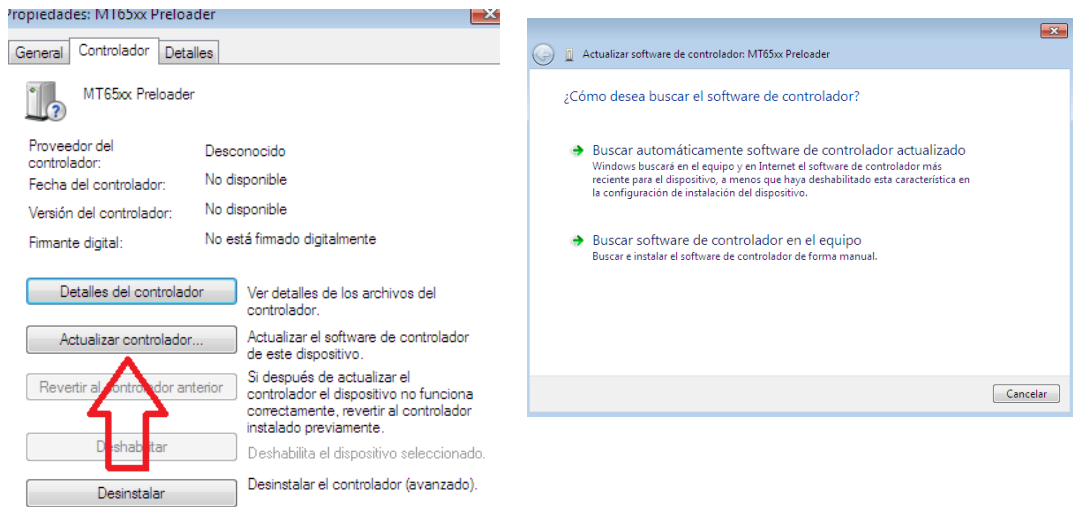 Propiedades: MT65xx Preloader
General
Controlador
Detalles
MT65xx Preloader
Proveedor del
controlador:
Desconocido
Fecha del controlador:
No disponible
Versión del controlador:
No disponible
Firmante digital:
No está firmado digitalmente
Detalles del controlador
Ver detalles de los archivos del
controlador.
Actualizar controlador...
Actualizar el software de controlador
de este dispositivo.
Revertir al controlador anterior
Si después de actualizar el
controlador el dispositivo no funciona
correctamente, revertir al controlador
instalado previamente.
Deshabilitar
Deshabilita el dispositivo seleccionado.
Desinstalar
Desinstalar el controlador (avanzado).
Actualizar software de controlador: MT65xx Preloader
¿Cómo desea buscar el software de controlador?
Buscar automáticamente software de controlador actualizado
Windows buscará en el equipo y en Internet el software de controlador más
reciente para el dispositivo, a menos que haya deshabilitado esta característica en
la configuración de instalación del dispositivo.
Buscar software de controlador en el equipo
Buscar e instalar el software de controlador de forma manual.
Cancelar